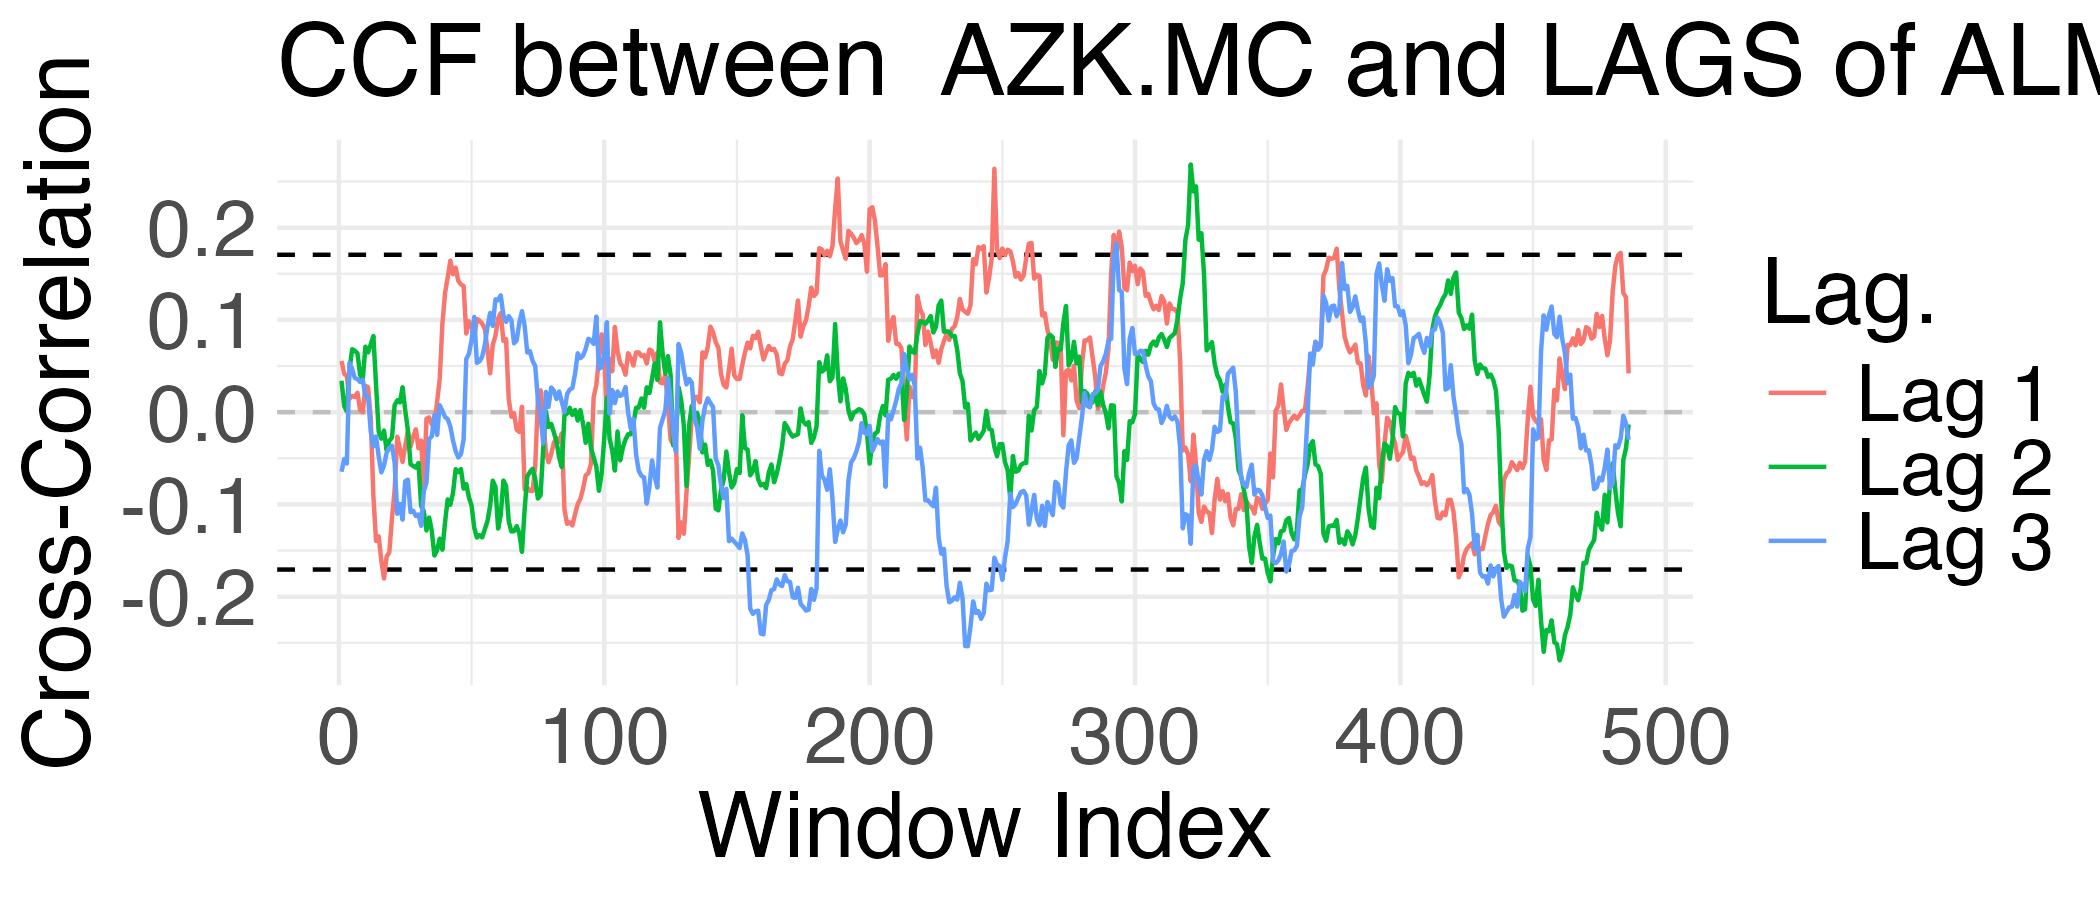 CCF between AZK.MC and LAGS of ALM
Cross-Correlation
0.2
0.1
0.0
-0.1
-0.2
0 100 200 300 400 500
Window Index
Lag.
Lag 1
Lag 2
Lag 3